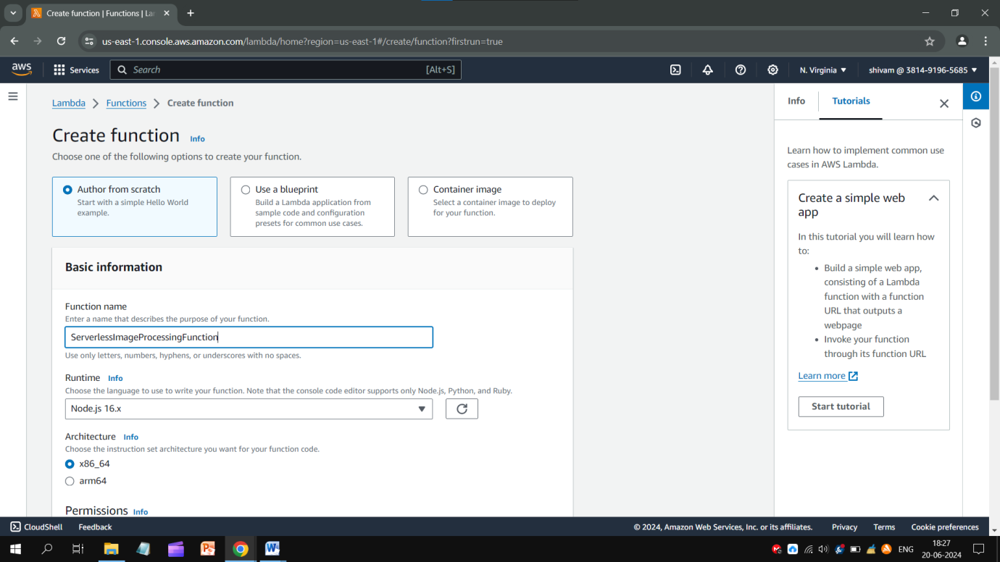 Create function | Functions | La
us-east-1.console.aws.amazon.com/lambda/home?region=us-east-1#/create/function?firstrun=true
aws
Services
Search
[Alt+S]
N. Virginia
shivam @ 3814-9196-5685
Lambda
Functions
Create function
Create function
Info
Choose one of the following options to create your function.
Author from scratch
Start with a simple Hello World
example.
Use a blueprint
Build a Lambda application from
sample code and configuration
presets for common use cases.
Container image
Select a container image to deploy
for your function.
Basic information
Function name
Enter a name that describes the purpose of your function.
ServerlessImageProcessingFunction
Use only letters, numbers, hyphens, or underscores with no spaces.
Runtime
Info
Choose the language to use to write your function. Note that the console code editor supports only Node.js, Python, and Ruby.
Node.js 16.x
Architecture
Info
Choose the instruction set architecture you want for your function code.
x86_64
arm64
Permissions
Info
Info
Tutorials
Learn how to implement common use
cases in AWS Lambda.
Create a simple web
app
In this tutorial you will learn how
to:
• Build a simple web app,
consisting of a Lambda
function with a function
URL that outputs a
webpage
• Invoke your function
through its function URL
Learn more
Start tutorial
CloudShell
Feedback
© 2024, Amazon Web Services, Inc. or its affiliates.
Privacy
Terms
Cookie preferences
ENG
18:27
20-06-2024